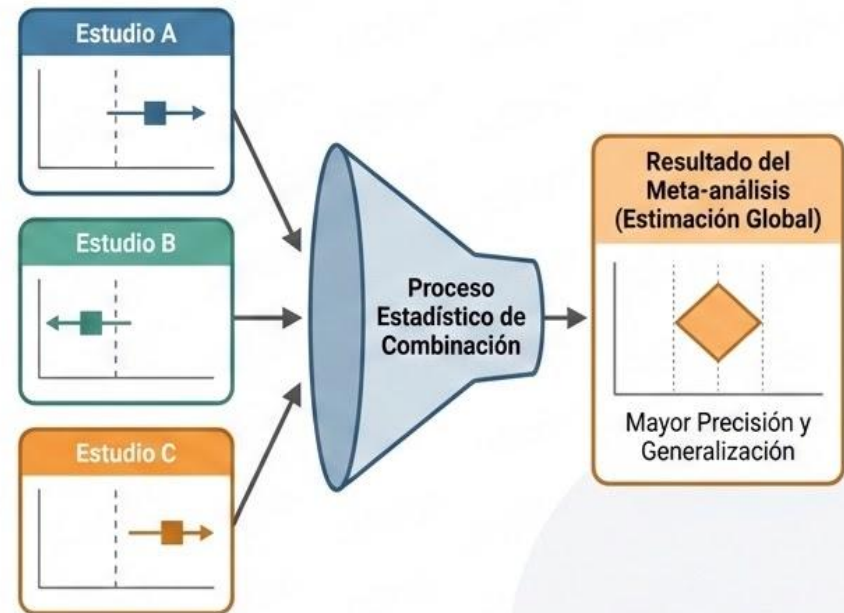 Estudio A
Estudio B
Estudio C
Proceso
Estadístico de
Combinación
Resultado del
Meta-análisis
(Estimación Global)
Mayor Precisión y
Generalización